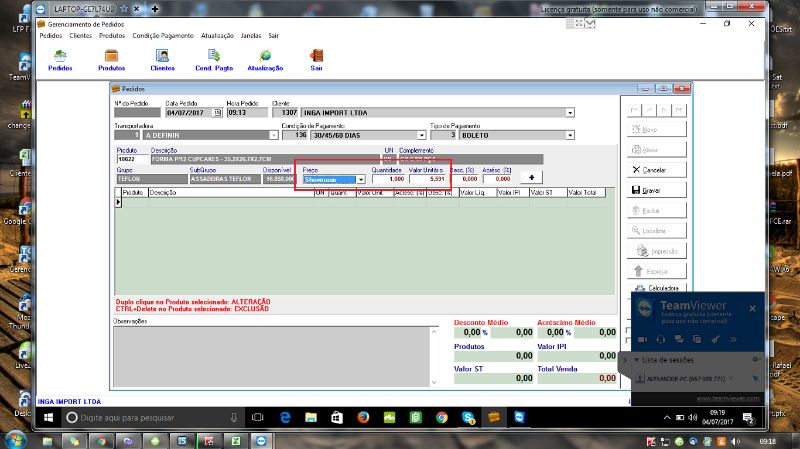 LAPTOP-GE7L74UB
Licença gratuita (somente para uso não comercial)
Gerenciamento de Pedidos
Pedidos Clientes Produtos Condição Pagamento Atualização Janelas Sair
Pedidos Produtos Clientes Cond. Pagto Atualização Sair
Pedidos
Nº do Pedido Data Pedido Hora Pedido Cliente
04/07/2017 09:13 1307 INGA IMPORT LTDA
Transportadora Condição de Pagamento Tipo de Pagamento
1 A DEFINIR 136 30/45/60 DIAS 3 BOLETO
Produto Descrição UN Complemento
10622 FORMA PM2 CUPCAKES - 35,2X26,7X2,7CM
Grupo SubGrupo Disponível Preço Quantidade Valor Unitário Desc. (%) Acrésc. (%)
TEFLON ASSADEIRAS TEFLON 16.858,000 Showroom 1,000 5,591 0,000 0,000 +
Produto Descrição UN Quant. Valor Unit. Acrésc. (%) Desc. (%) Valor Líq. Valor IPI Valor ST Valor Total
Duplo clique no Produto selecionado: ALTERAÇÃO
CTRL+Delete no Produto selecionado: EXCLUSÃO
Observações
Desconto Médio Acréscimo Médio
0,00 % 0,00 0,00 % 0,00
Produtos Valor IPI
0,00 0,00
Valor ST Total Venda
0,00 0,00
Novo
Alterar
Cancelar
Gravar
Excluir
Localizar
Impressão
Exportar
Calculadora
TeamViewer
Licença gratuita (somente
para uso não comercial)
Lista de sessões
ALEXANDRE-PC (667 988 771)
www.teamviewer.com
INGA IMPORT LTDA
Digite aqui para pesquisar
09:19
04/07/2017
09:18